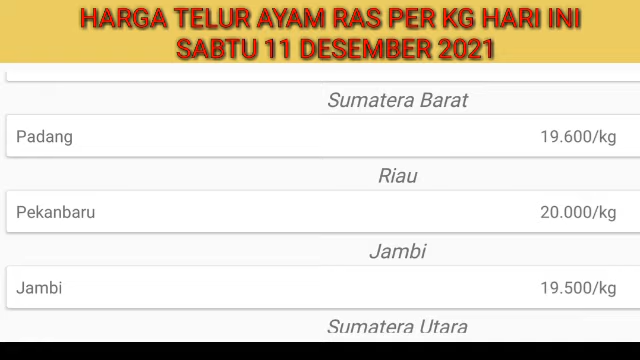 HARGA TELUR AYAM RAS PER KG HARI INI
SABTU 11 DESEMBER 2021
Sumatera Barat
Padang 19.600/kg
Riau
Pekanbaru 20.000/kg
Jambi
Jambi 19.500/kg
Sumatera Utara